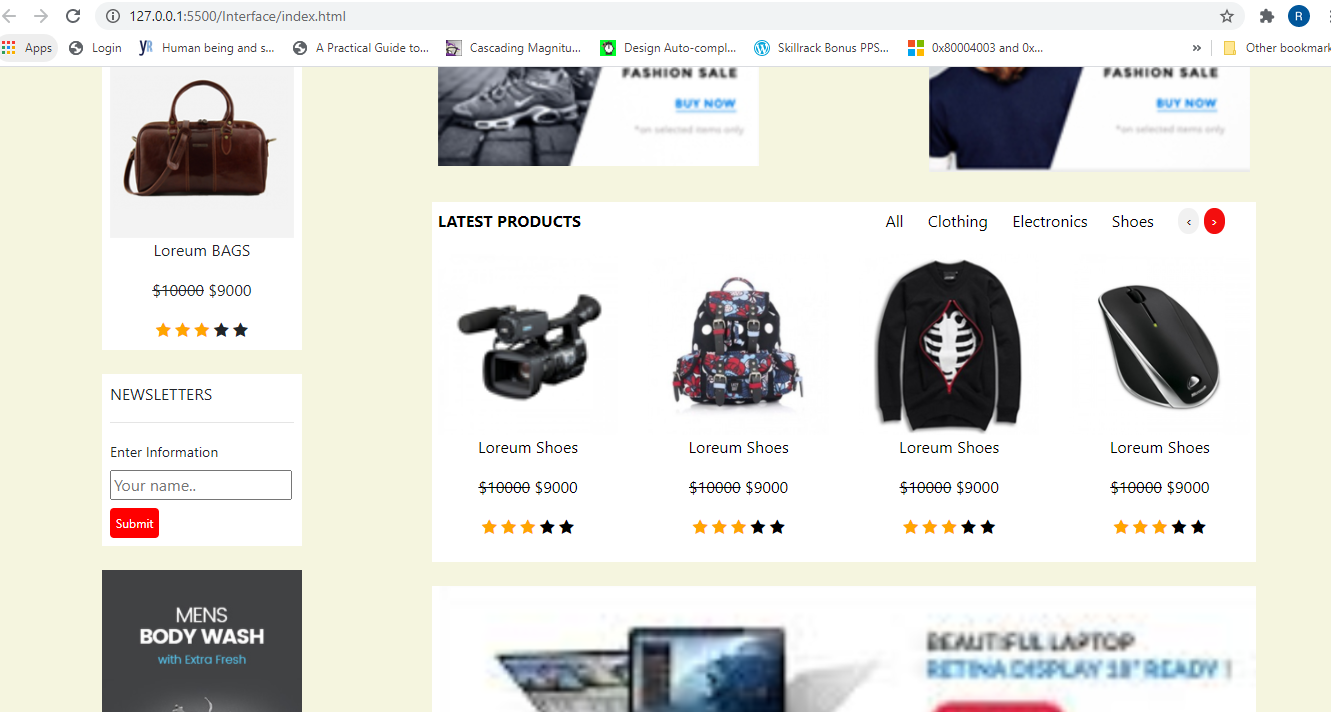 127.0.0.1:5500/Interface/index.html
R
Apps
Login
yR Human being and s...
A Practical Guide to...
Cascading Magnitu...
Design Auto-compl...
Skillrack Bonus PPS...
0x80004003 and 0x...
»
Other bookmark
Loreum BAGS
$10000 $9000
NEWSLETTERS
Enter Information
Your name..
Submit
MENS
BODY WASH
with Extra Fresh
FASHION SALE
BUY NOW
*on selected items only
FASHION SALE
BUY NOW
*on selected items only
LATEST PRODUCTS
All Clothing Electronics Shoes ‹ ›
Loreum Shoes
$10000 $9000
Loreum Shoes
$10000 $9000
Loreum Shoes
$10000 $9000
Loreum Shoes
$10000 $9000
BEAUTIFUL LAPTOP
RETINA DISPLAY 18" READY !